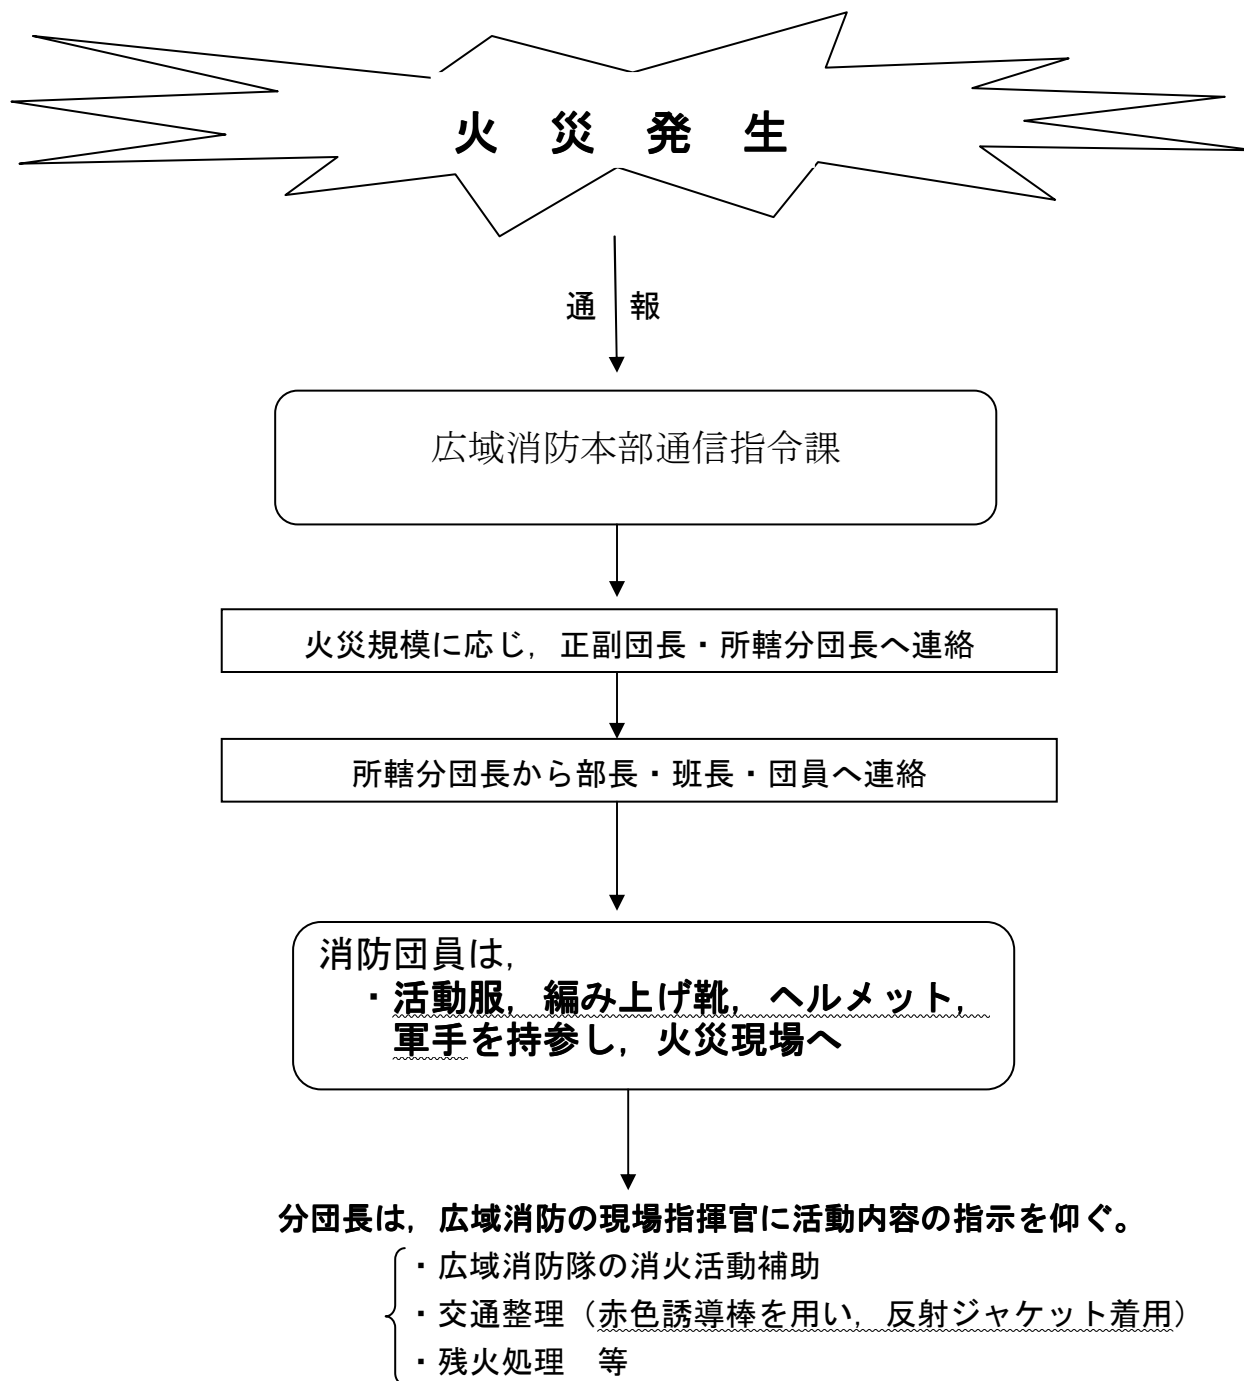 火　災　発　生
通　報
広域消防本部通信指令課
火災規模に応じ，正副団長・所轄分団長へ連絡
所轄分団長から部長・班長・団員へ連絡
消防団員は，
・活動服，編み上げ靴，ヘルメット，
軍手を持参し，火災現場へ
分団長は，広域消防の現場指揮官に活動内容の指示を仰ぐ。
・広域消防隊の消火活動補助
・交通整理（赤色誘導棒を用い，反射ジャケット着用）
・残火処理　等